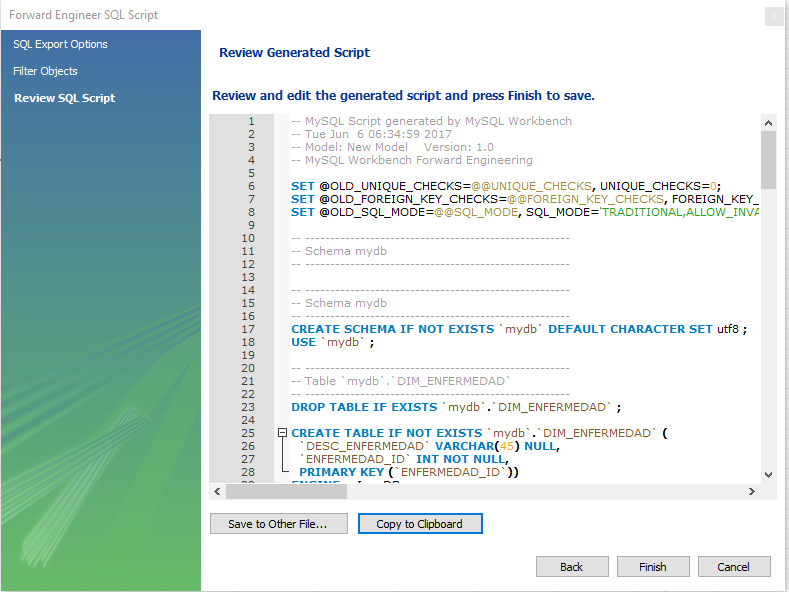 Forward Engineer SQL Script
SQL Export Options
Filter Objects
Review SQL Script
Review Generated Script
Review and edit the generated script and press Finish to save.
1 -- MySQL Script generated by MySQL Workbench
2 -- Tue Jun  6 06:34:59 2017
3 -- Model: New Model    Version: 1.0
4 -- MySQL Workbench Forward Engineering
5
6 SET @OLD_UNIQUE_CHECKS=@@UNIQUE_CHECKS, UNIQUE_CHECKS=0;
7 SET @OLD_FOREIGN_KEY_CHECKS=@@FOREIGN_KEY_CHECKS, FOREIGN_KEY_
8 SET @OLD_SQL_MODE=@@SQL_MODE, SQL_MODE='TRADITIONAL,ALLOW_INVA
9
10 -- -----------------------------------------------------
11 -- Schema mydb
12 -- -----------------------------------------------------
13
14 -- -----------------------------------------------------
15 -- Schema mydb
16 -- -----------------------------------------------------
17 CREATE SCHEMA IF NOT EXISTS `mydb` DEFAULT CHARACTER SET utf8 ;
18 USE `mydb` ;
19
20 -- -----------------------------------------------------
21 -- Table `mydb`.`DIM_ENFERMEDAD`
22 -- -----------------------------------------------------
23 DROP TABLE IF EXISTS `mydb`.`DIM_ENFERMEDAD` ;
24
25 CREATE TABLE IF NOT EXISTS `mydb`.`DIM_ENFERMEDAD` (
26 `DESC_ENFERMEDAD` VARCHAR(45) NULL,
27 `ENFERMEDAD_ID` INT NOT NULL,
28 PRIMARY KEY (`ENFERMEDAD_ID`))
Save to Other File...
Copy to Clipboard
Back
Finish
Cancel